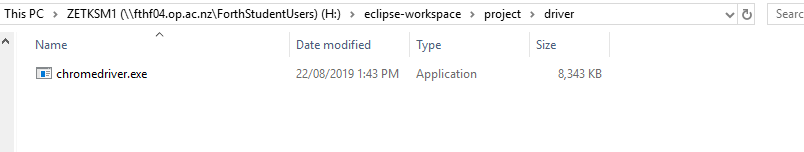 This PC > ZETKSM1 (\\fthf04.op.ac.nz\ForthStudentUsers) (H:) > eclipse-workspace > project > driver
Sear
Name Date modified Type Size
chromedriver.exe 22/08/2019 1:43 PM Application 8,343 KB